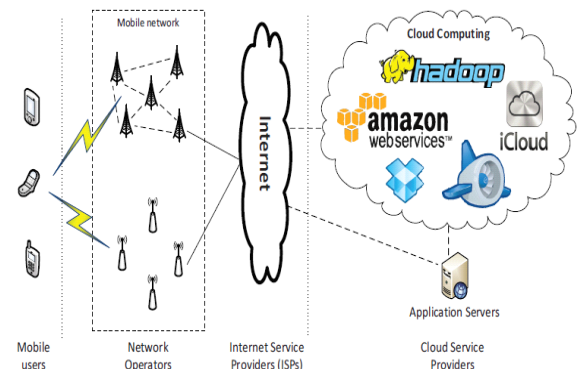 Mobile network
Cloud Computing
hadoop
amazon
webservices™
iCloud
Internet
Application Servers
Mobile
users
Network
Operators
Internet Service
Providers (ISPs)
Cloud Service
Providers